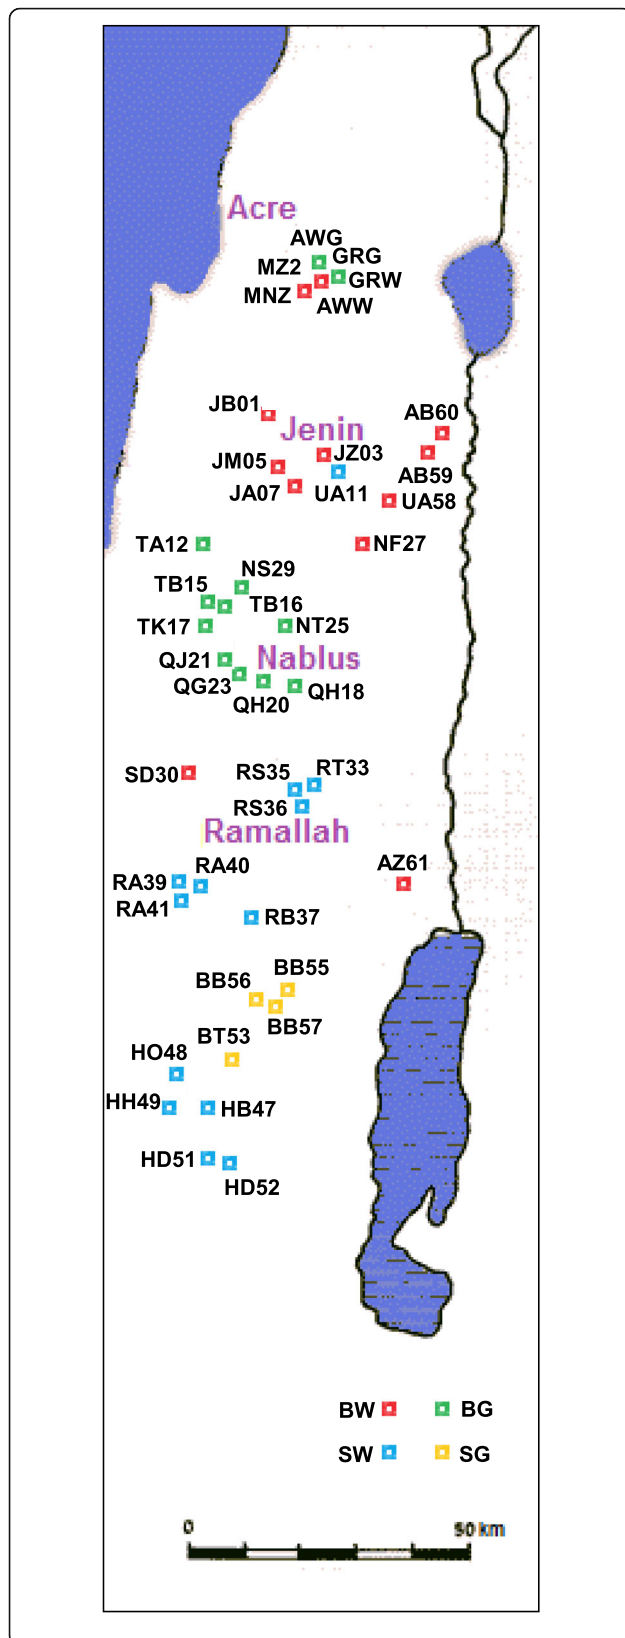 Acre
AWG
GRG
MZ2
GRW
MNZ
AWW
JB01
AB60
Jenin
JZ03
JM05
AB59
JA07
UA11
UA58
TA12
NF27
NS29
TB15
TB16
TK17
NT25
QJ21
Nablus
QG23
QH18
QH20
SD30
RS35
RT33
RS36
Ramallah
RA40
AZ61
RA39
RA41
RB37
BB55
BB56
BB57
BT53
HO48
HH49
HB47
HD51
HD52
BW BG
SW SG
0 50 km